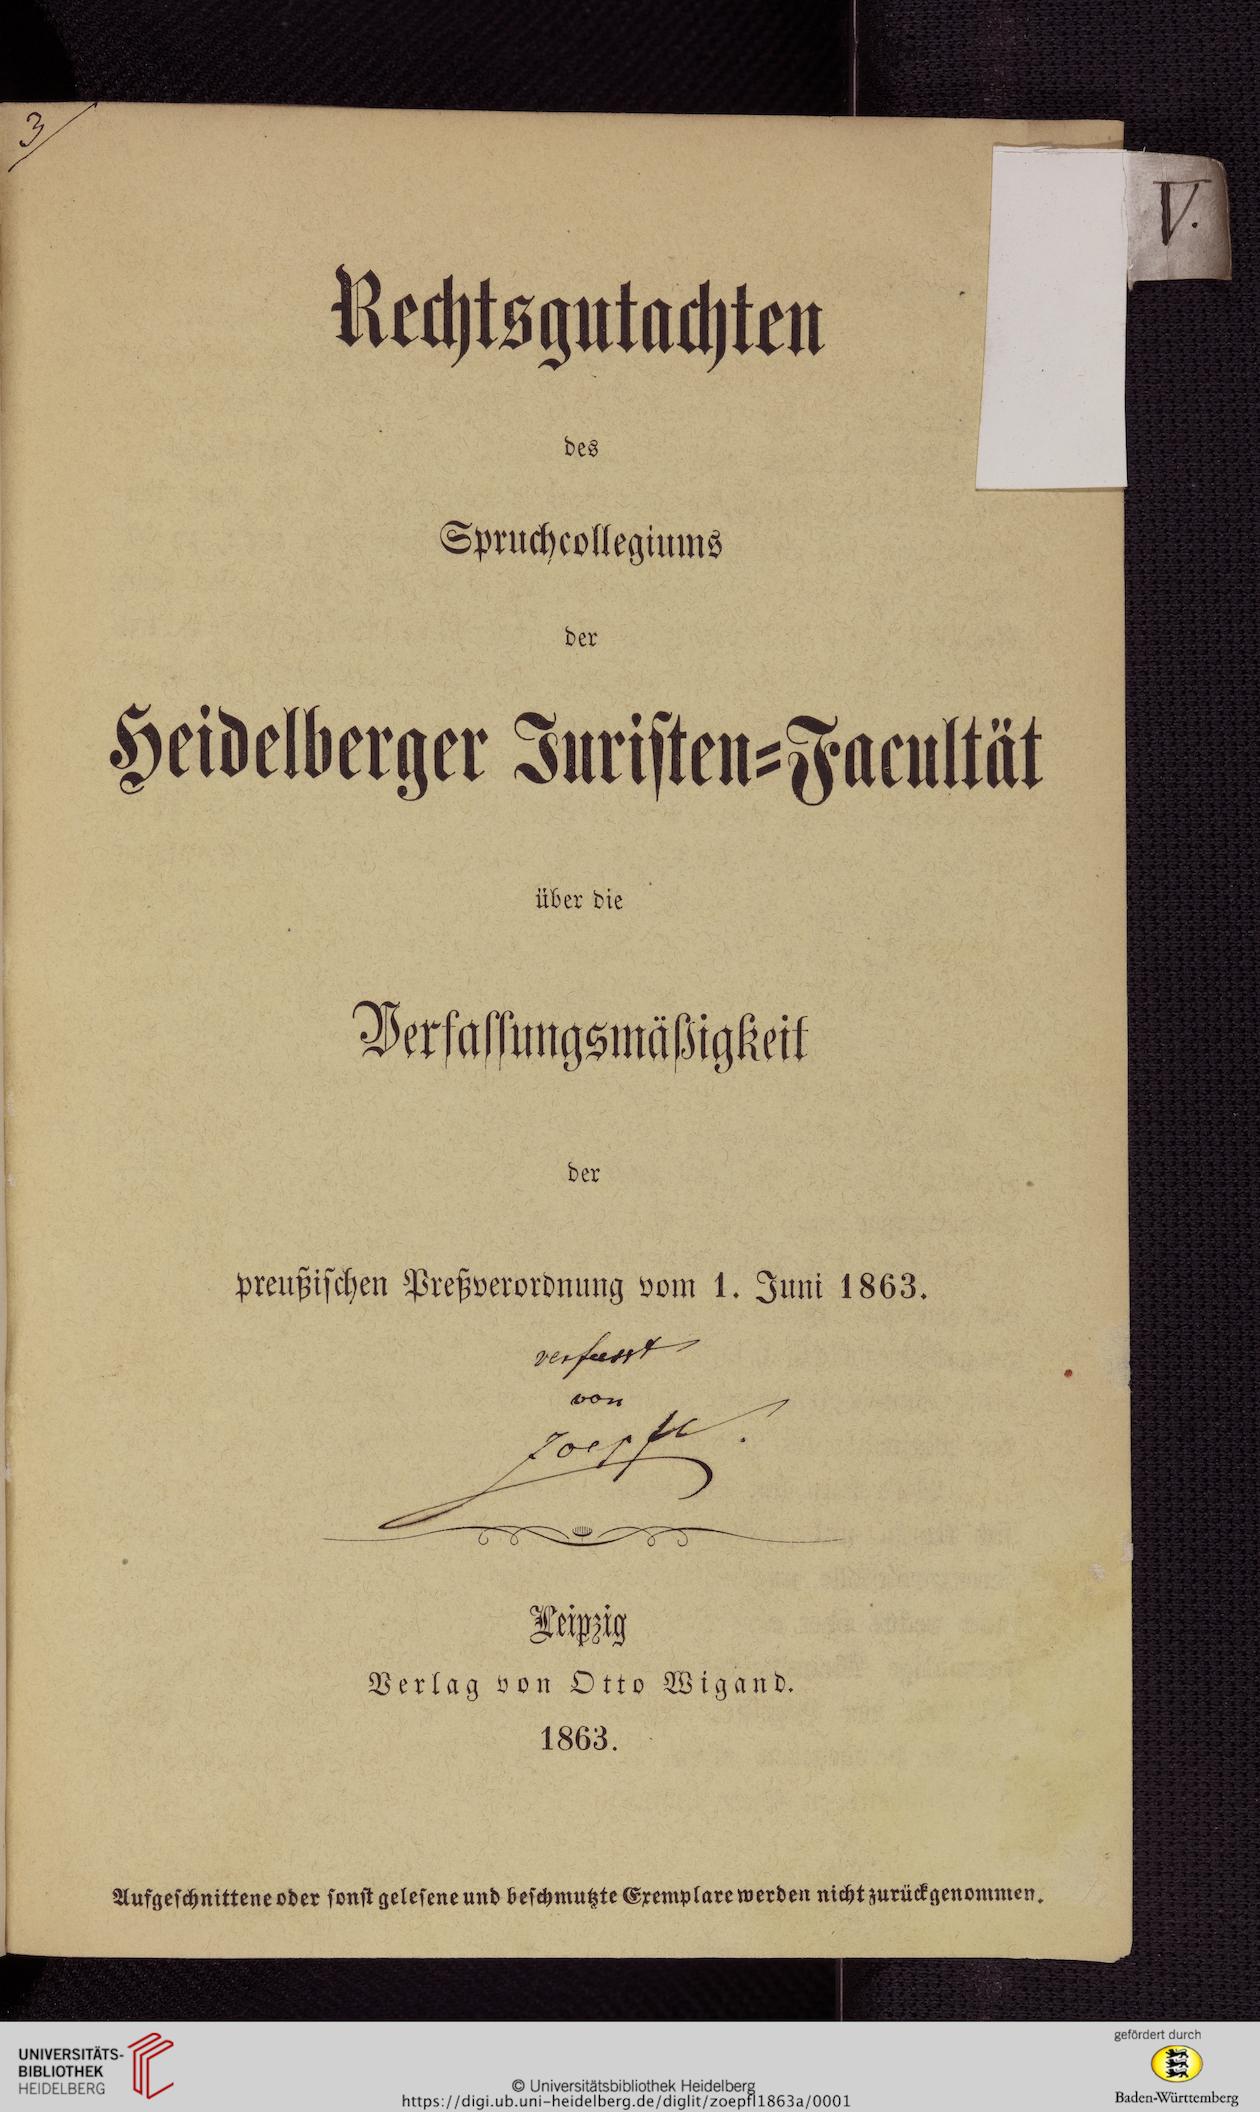 3
V.
Rechtsgutachten
des
Spruchcollegiums
der
Heidelberger Juristen=Facultät
über die
Verfassungsmäßigkeit
der
preußischen Preßverordnung vom 1. Juni 1863.
verfasst
von
Zoepfl.
Leipzig
Verlag von Otto Wigand.
1863.
Aufgeschnittene oder sonst gelesene und beschmutzte Exemplare werden nicht zurückgenommen.
UNIVERSITÄTS-
BIBLIOTHEK
HEIDELBERG
© Universitätsbibliothek Heidelberg
https://digi.ub.uni-heidelberg.de/diglit/zoepfl1863a/0001
gefördert durch
Baden-Württemberg